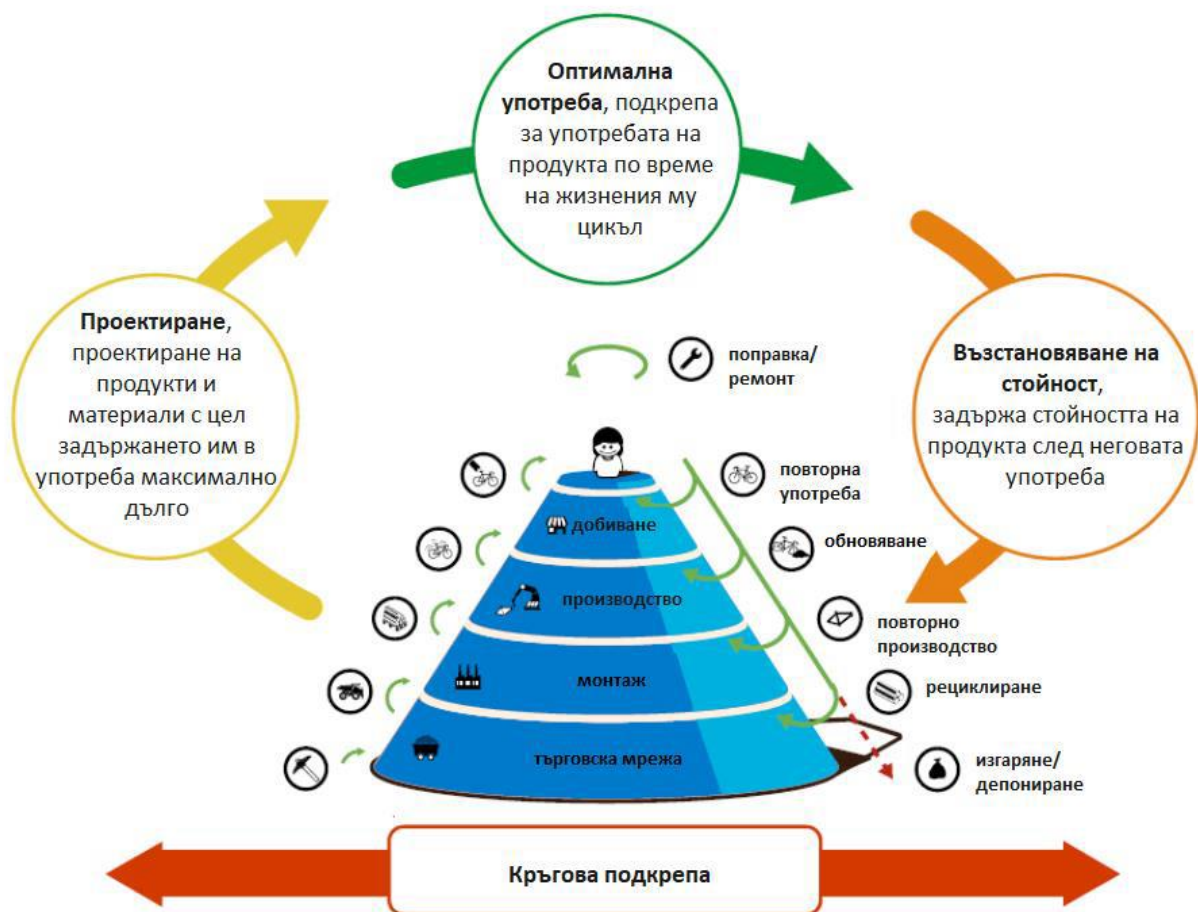 Оптимална
употреба, подкрепа
за употребата на
продукта по време
на жизнения му
цикъл
Проектиране,
проектиране на
продукти и
материали с цел
задържането им в
употреба максимално
дълго
Възстановяване на
стойност,
задържа стойността на
продукта след неговата
употреба
поправка/
ремонт
повторна
употреба
обновяване
повторно
производство
рециклиране
изгаряне/
депониране
добиване
производство
монтаж
търговска мрежа
Кръгова подкрепа